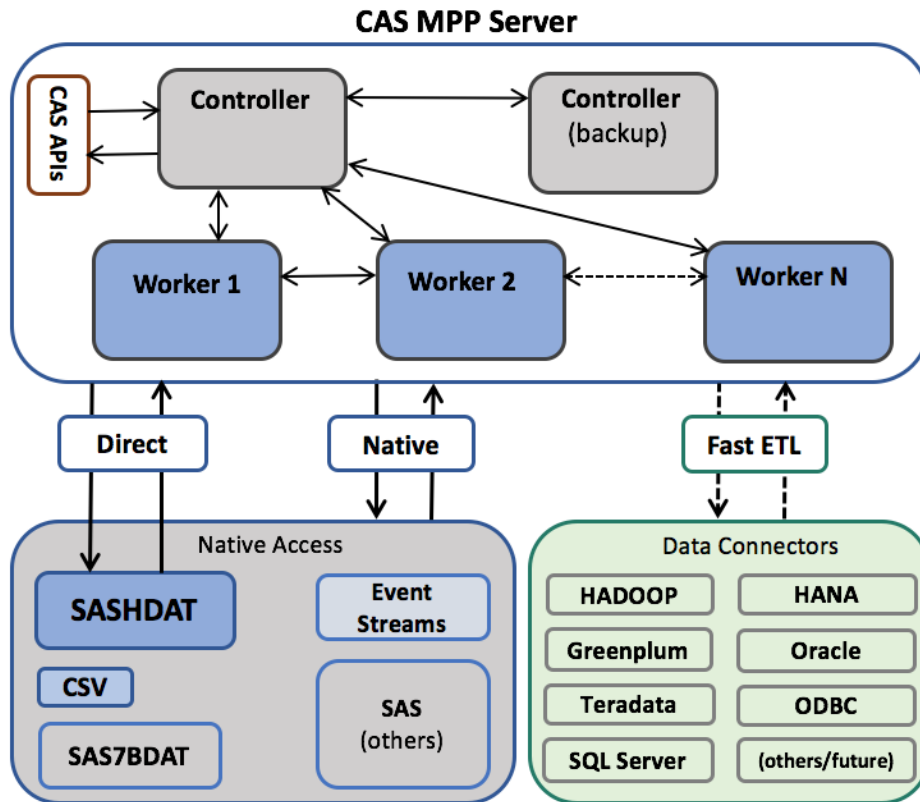 CAS MPP Server
CAS APIs
Controller
Controller
(backup)
Worker 1
Worker 2
Worker N
Direct
Native
Fast ETL
Native Access
SASHDAT
Event
Streams
CSV
SAS
(others)
SAS7BDAT
Data Connectors
HADOOP
HANA
Greenplum
Oracle
Teradata
ODBC
SQL Server
(others/future)